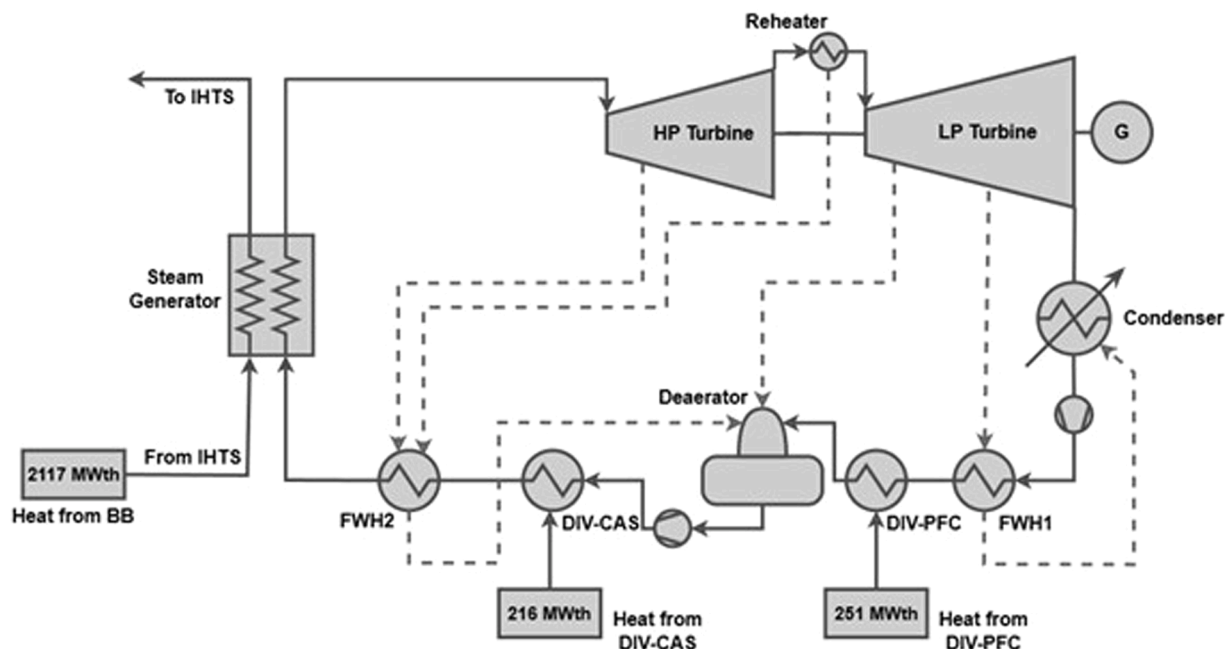 Reheater
To IHTS
HP Turbine
LP Turbine
G
Steam
Generator
Condenser
Deaerator
From IHTS
2117 MWth
Heat from BB
FWH2
DIV-CAS
DIV-PFC
FWH1
216 MWth
Heat from
DIV-CAS
251 MWth
Heat from
DIV-PFC